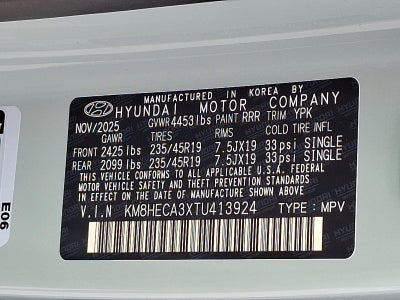 MANUFACTURED IN KOREA BY
HYUNDAI MOTOR COMPANY
NOV/2025 GVWR 4453lbs PAINT RRR TRIM YPK
GAWR TIRES RIMS COLD TIRE INFL
FRONT 2425 lbs 235/45R19 7.5JX19 33psi SINGLE
REAR 2099 lbs 235/45R19 7.5JX19 33psi SINGLE
THIS VEHICLE CONFORMS TO ALL APPLICABLE U.S.A. FEDERAL
MOTOR VEHICLE SAFETY AND THEFT PREVENTION STANDARDS
IN EFFECT ON THE DATE OF MANUFACTURE SHOWN ABOVE.
V.I.N KM8HECA3XTU413924 TYPE:MPV
E06